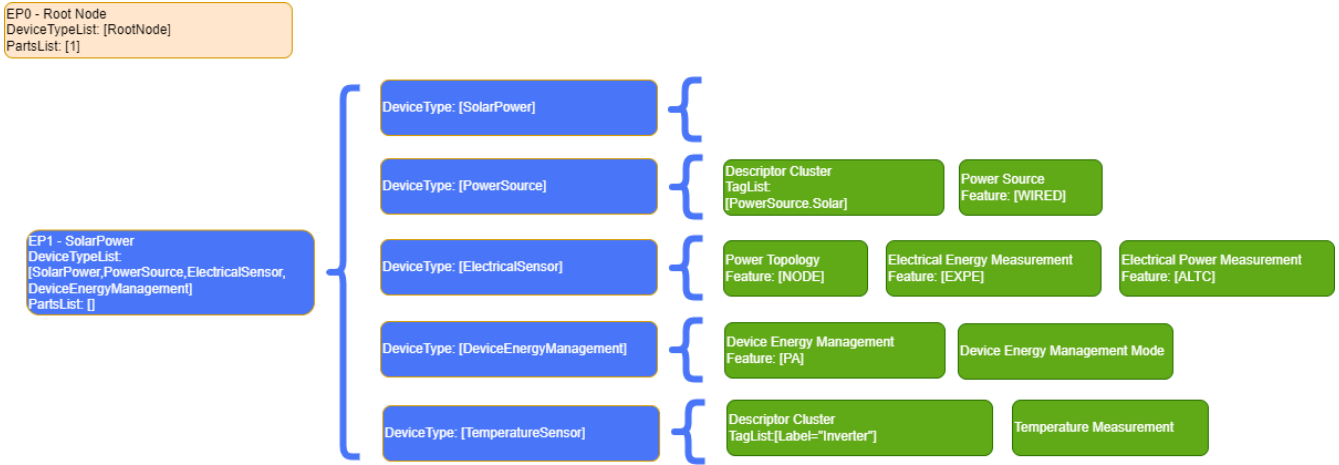 EP0 - Root Node
DeviceTypeList: [RootNode]
PartsList: [1]
EP1 - SolarPower
DeviceTypeList:
[SolarPower,PowerSource,ElectricalSensor,
DeviceEnergyManagement]
PartsList: []
DeviceType: [SolarPower]
DeviceType: [PowerSource]
Descriptor Cluster
TagList:
[PowerSource.Solar]
Power Source
Feature: [WIRED]
DeviceType: [ElectricalSensor]
Power Topology
Feature: [NODE]
Electrical Energy Measurement
Feature: [EXPE]
Electrical Power Measurement
Feature: [ALTC]
DeviceType: [DeviceEnergyManagement]
Device Energy Management
Feature: [PA]
Device Energy Management Mode
DeviceType: [TemperatureSensor]
Descriptor Cluster
TagList:[Label="Inverter"]
Temperature Measurement